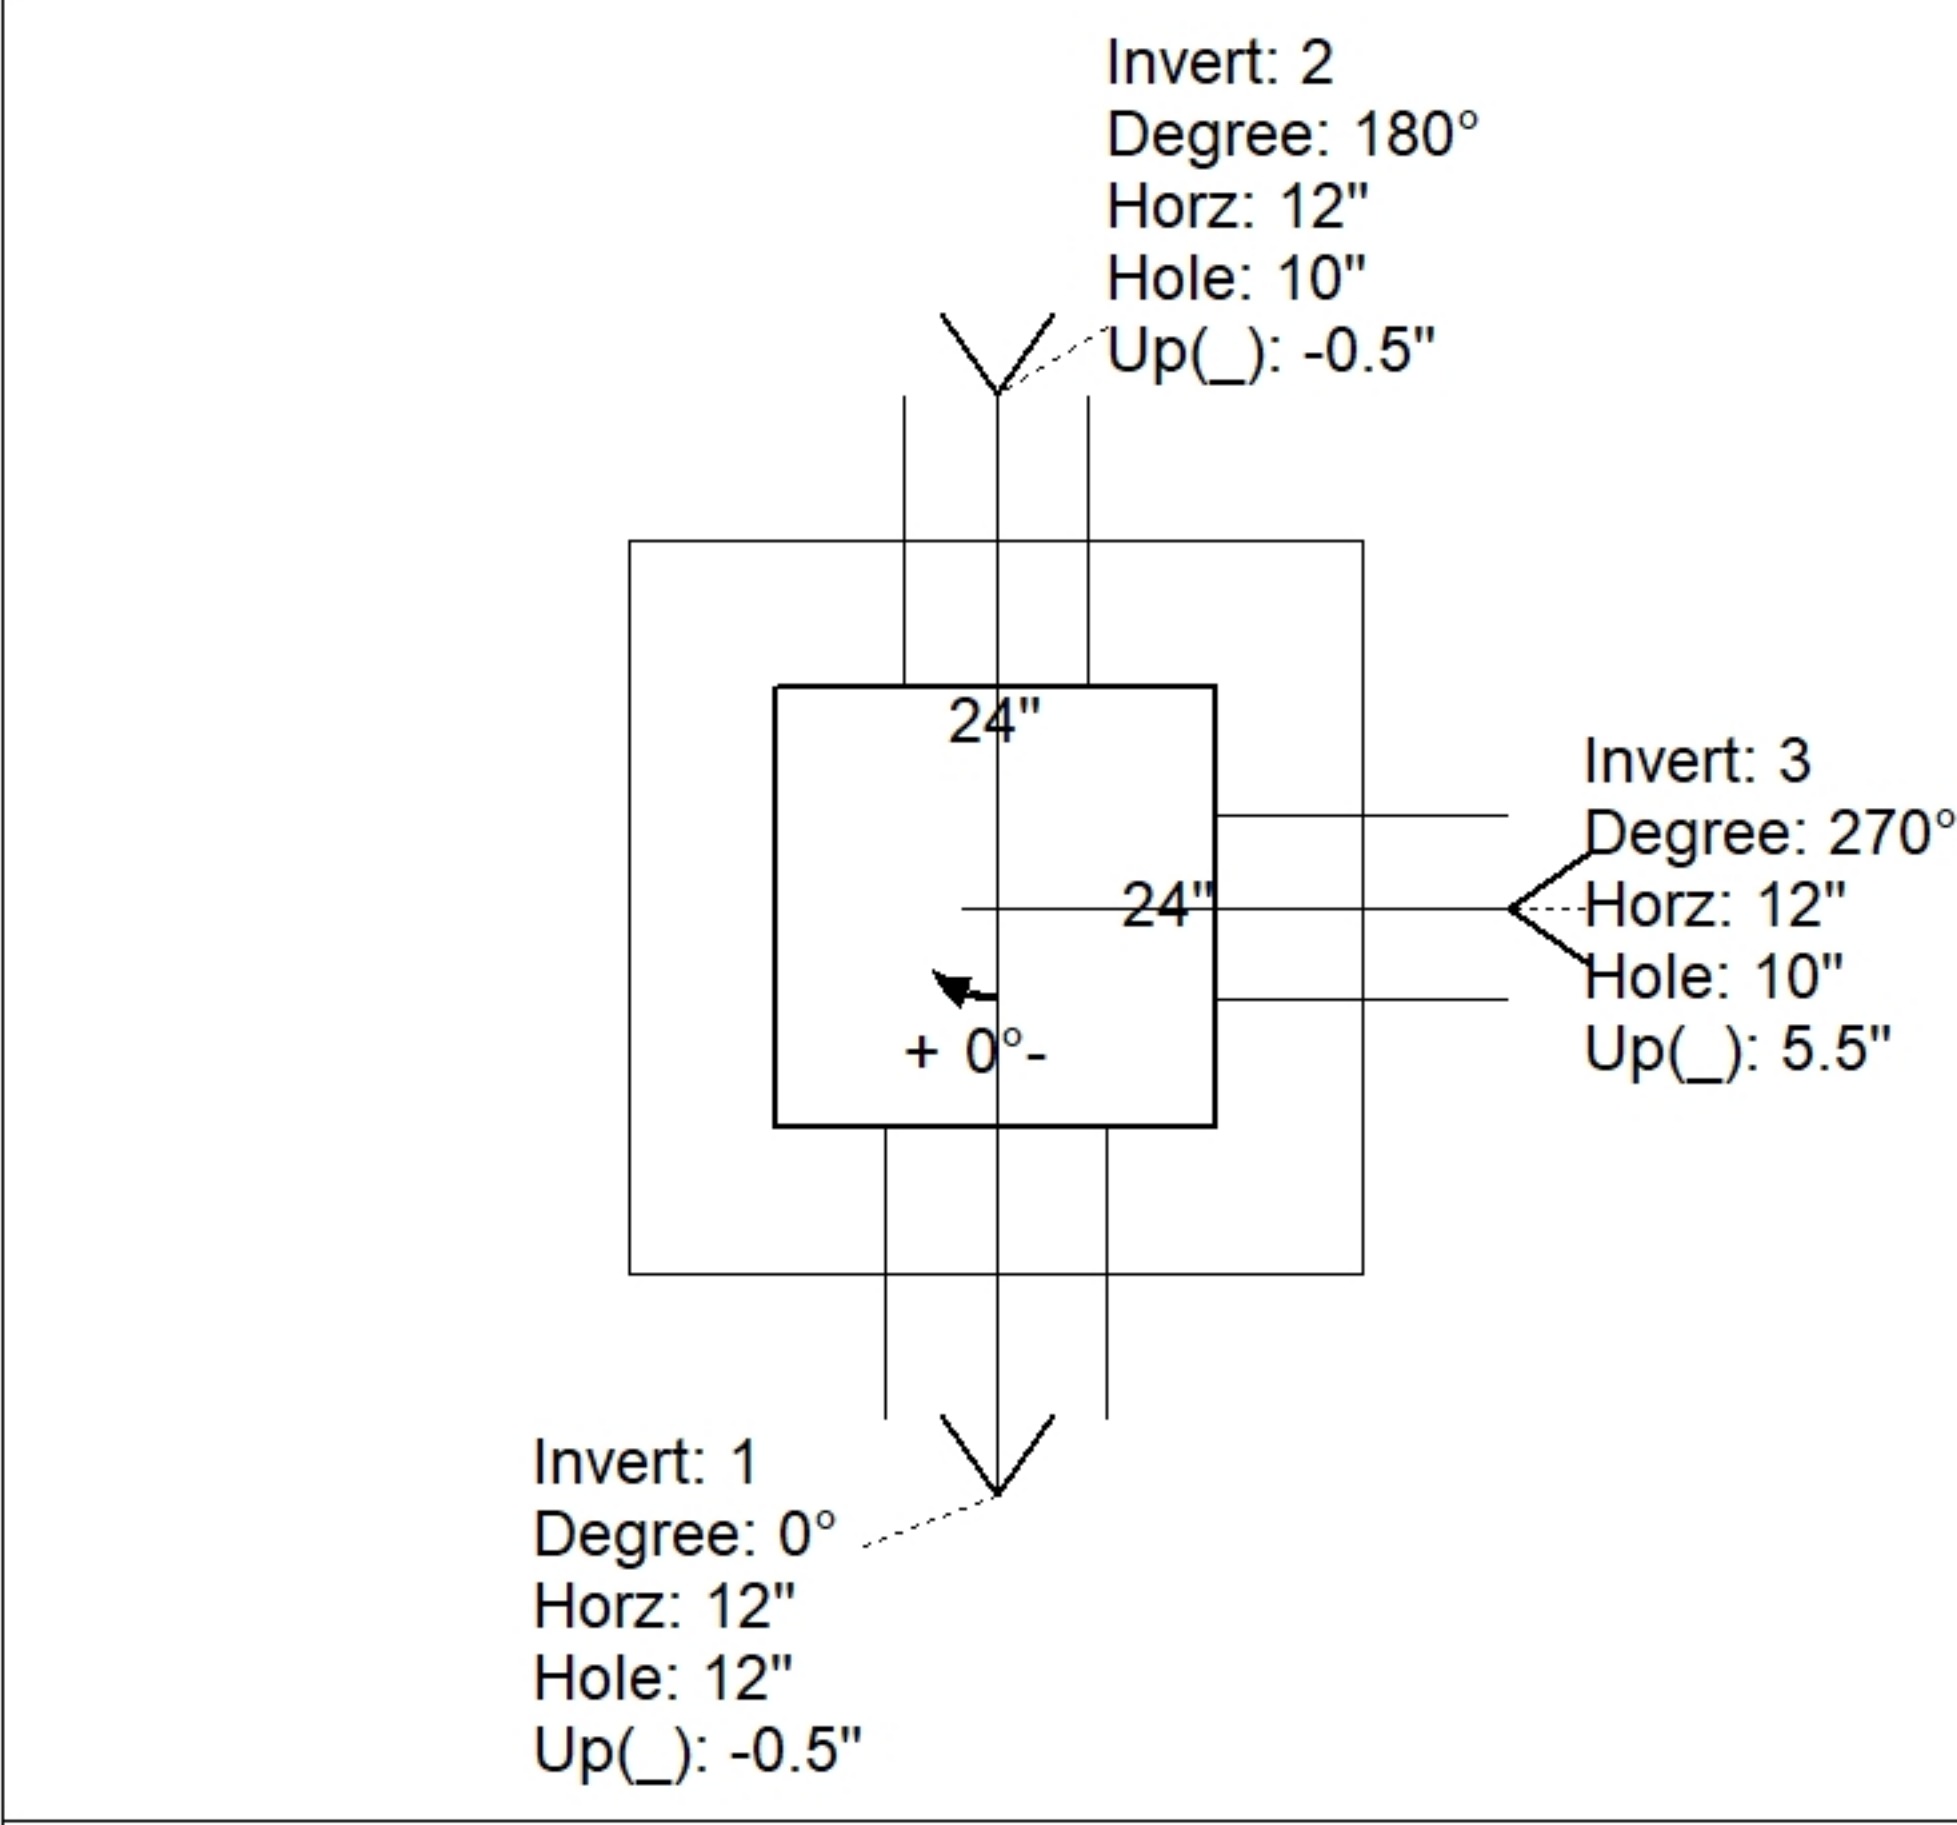 Invert: 2
Degree: 180°
Horz: 12"
Hole: 10"
Up(_): -0.5"
24"
Invert: 3
Degree: 270°
24"
Horz: 12"
Hole: 10"
+ 0°-
Up(_): 5.5"
Invert: 1
Degree: 0°
Horz: 12"
Hole: 12"
Up(_): -0.5"